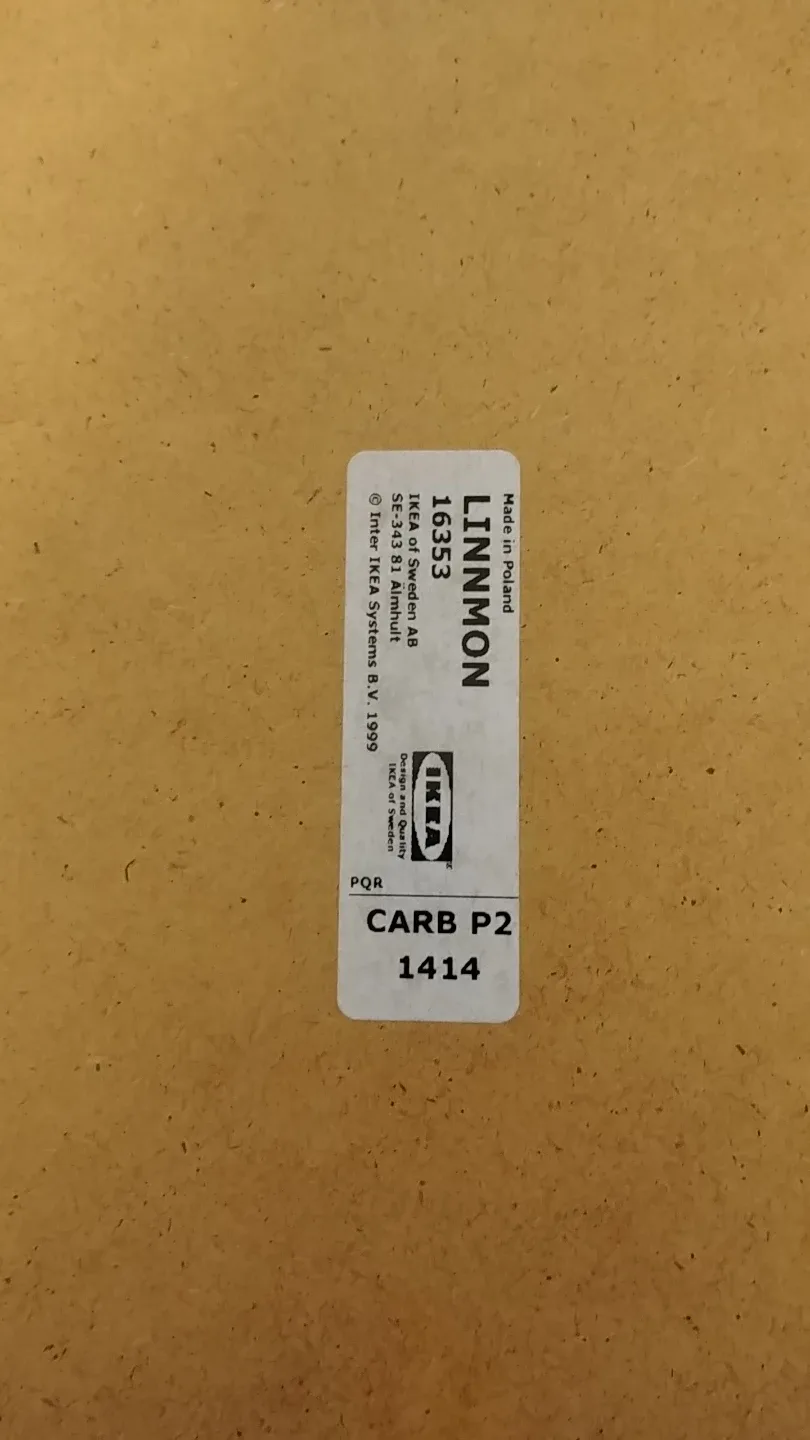 Made in Poland
LINNMON
16353
IKEA of Sweden AB
SE-343 81 Älmhult
© Inter IKEA Systems B.V. 1999
IKEA
Design and Quality
IKEA of Sweden
PQR
CARB P2
1414